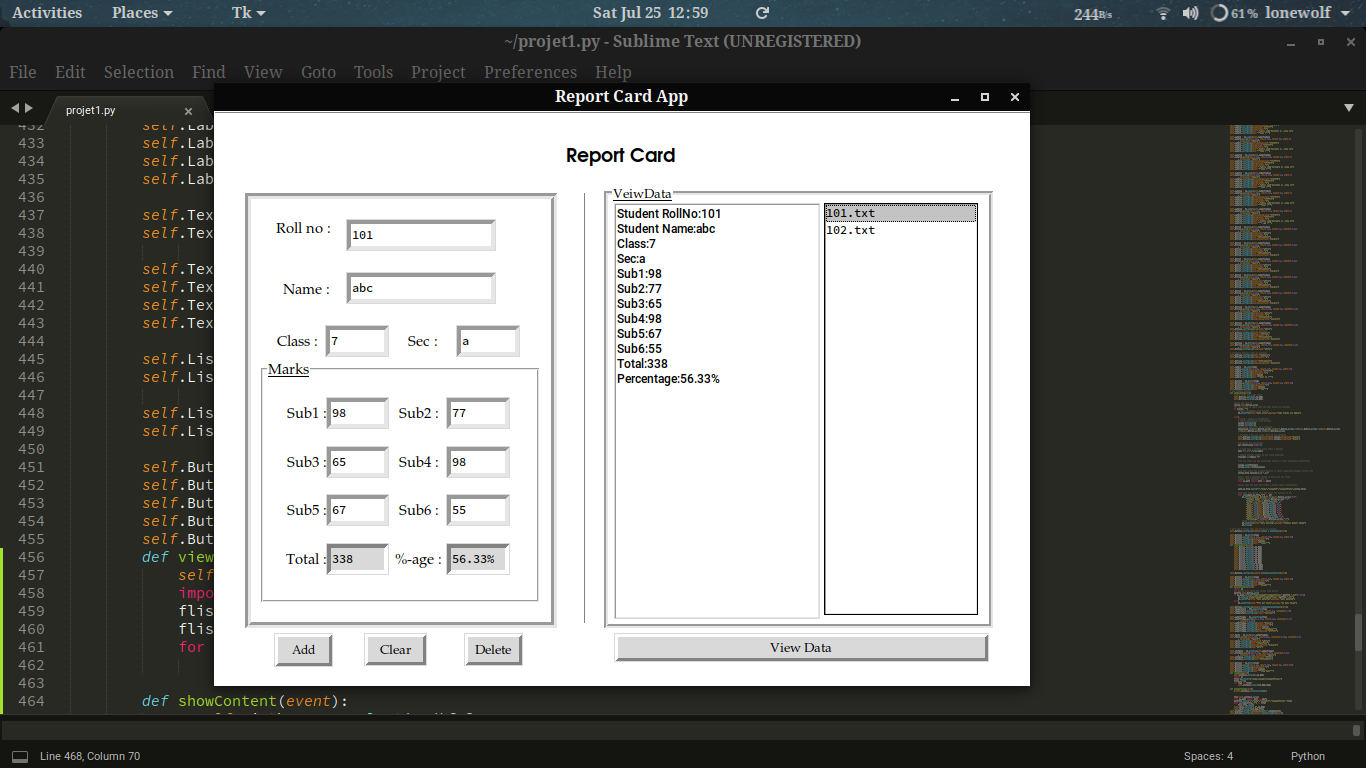 Activities Places Tk Sat Jul 25 12:59 244B/s 61% lonewolf
~/projet1.py - Sublime Text (UNREGISTERED)
File Edit Selection Find View Goto Tools Project Preferences Help
projet1.py
Report Card App
Report Card
Roll no : 101
Name : abc
Class : 7 Sec : a
Marks
Sub1 : 98 Sub2 : 77
Sub3 : 65 Sub4 : 98
Sub5 : 67 Sub6 : 55
Total : 338 %-age : 56.33%
Add Clear Delete
VeiwData
Student RollNo:101
Student Name:abc
Class:7
Sec:a
Sub1:98
Sub2:77
Sub3:65
Sub4:98
Sub5:67
Sub6:55
Total:338
Percentage:56.33%
101.txt
102.txt
View Data
432 self.Lab
433 self.Lab
434 self.Lab
435 self.Lab
436
437 self.Tex
438 self.Tex
439
440 self.Tex
441 self.Tex
442 self.Tex
443 self.Tex
444
445 self.Lis
446 self.Lis
447
448 self.Lis
449 self.Lis
450
451 self.But
452 self.But
453 self.But
454 self.But
455 self.But
456 def view
457 self
458 impo
459 flis
460 flis
461 for
462
463
464 def showContent(event):
Line 468, Column 70 Spaces: 4 Python